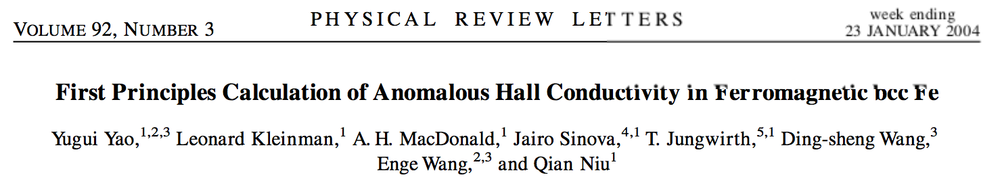 VOLUME 92, NUMBER 3 PHYSICAL REVIEW LETTERS week ending 23 JANUARY 2004
First Principles Calculation of Anomalous Hall Conductivity in Ferromagnetic bcc Fe
Yugui Yao,1,2,3 Leonard Kleinman,1 A. H. MacDonald,1 Jairo Sinova,4,1 T. Jungwirth,5,1 Ding-sheng Wang,3
Enge Wang,2,3 and Qian Niu1